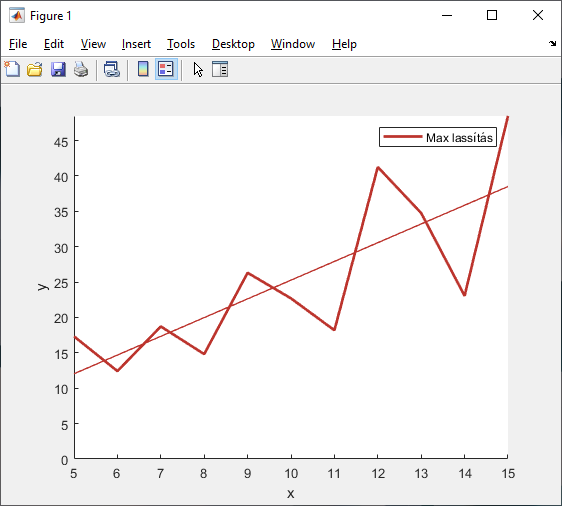 Figure 1
File Edit View Insert Tools Desktop Window Help
Max lassítás
45
40
35
30
25
20
15
10
5
0
y
5 6 7 8 9 10 11 12 13 14 15
x